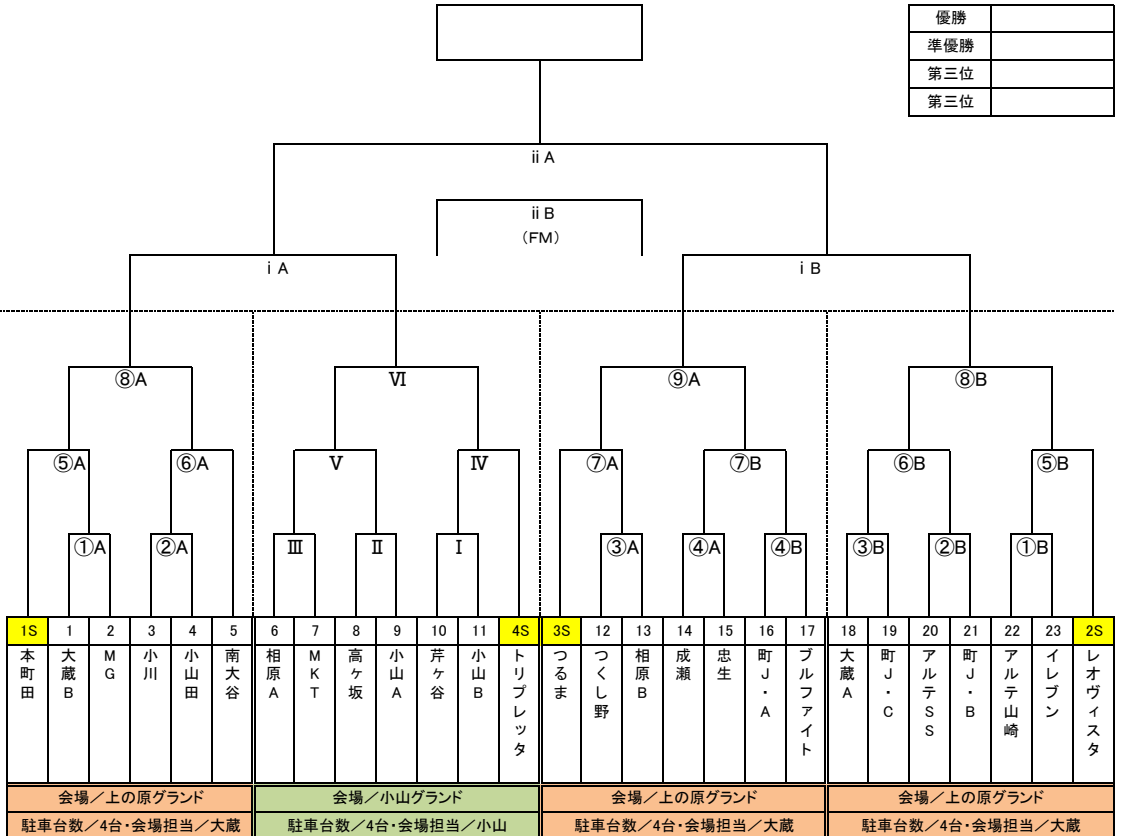 優勝
準優勝
第三位
第三位
ⅱA
ⅱB
(FM)
ⅰA
ⅰB
⑧A
Ⅵ
⑨A
⑧B
⑤A
⑥A
Ⅴ
Ⅳ
⑦A
⑦B
⑥B
⑤B
①A
②A
Ⅲ
Ⅱ
Ⅰ
③A
④A
④B
③B
②B
①B
1S 1 2 3 4 5 6 7 8 9 10 11 4S 3S 12 13 14 15 16 17 18 19 20 21 22 23 2S
本町田
大蔵B
MG
小川
小山田
南大谷
相原A
MKT
高ヶ坂
小山A
芹ヶ谷
小山B
トリプレッタ
つるま
つくし野
相原B
成瀬
忠生
町J・A
ブルファイト
大蔵A
町J・C
アルテSS
町J・B
アルテ山崎
イレブン
レオヴィスタ
会場/上の原グランド 会場/小山グランド 会場/上の原グランド 会場/上の原グランド
駐車台数/4台・会場担当/大蔵 駐車台数/4台・会場担当/小山 駐車台数/4台・会場担当/大蔵 駐車台数/4台・会場担当/大蔵